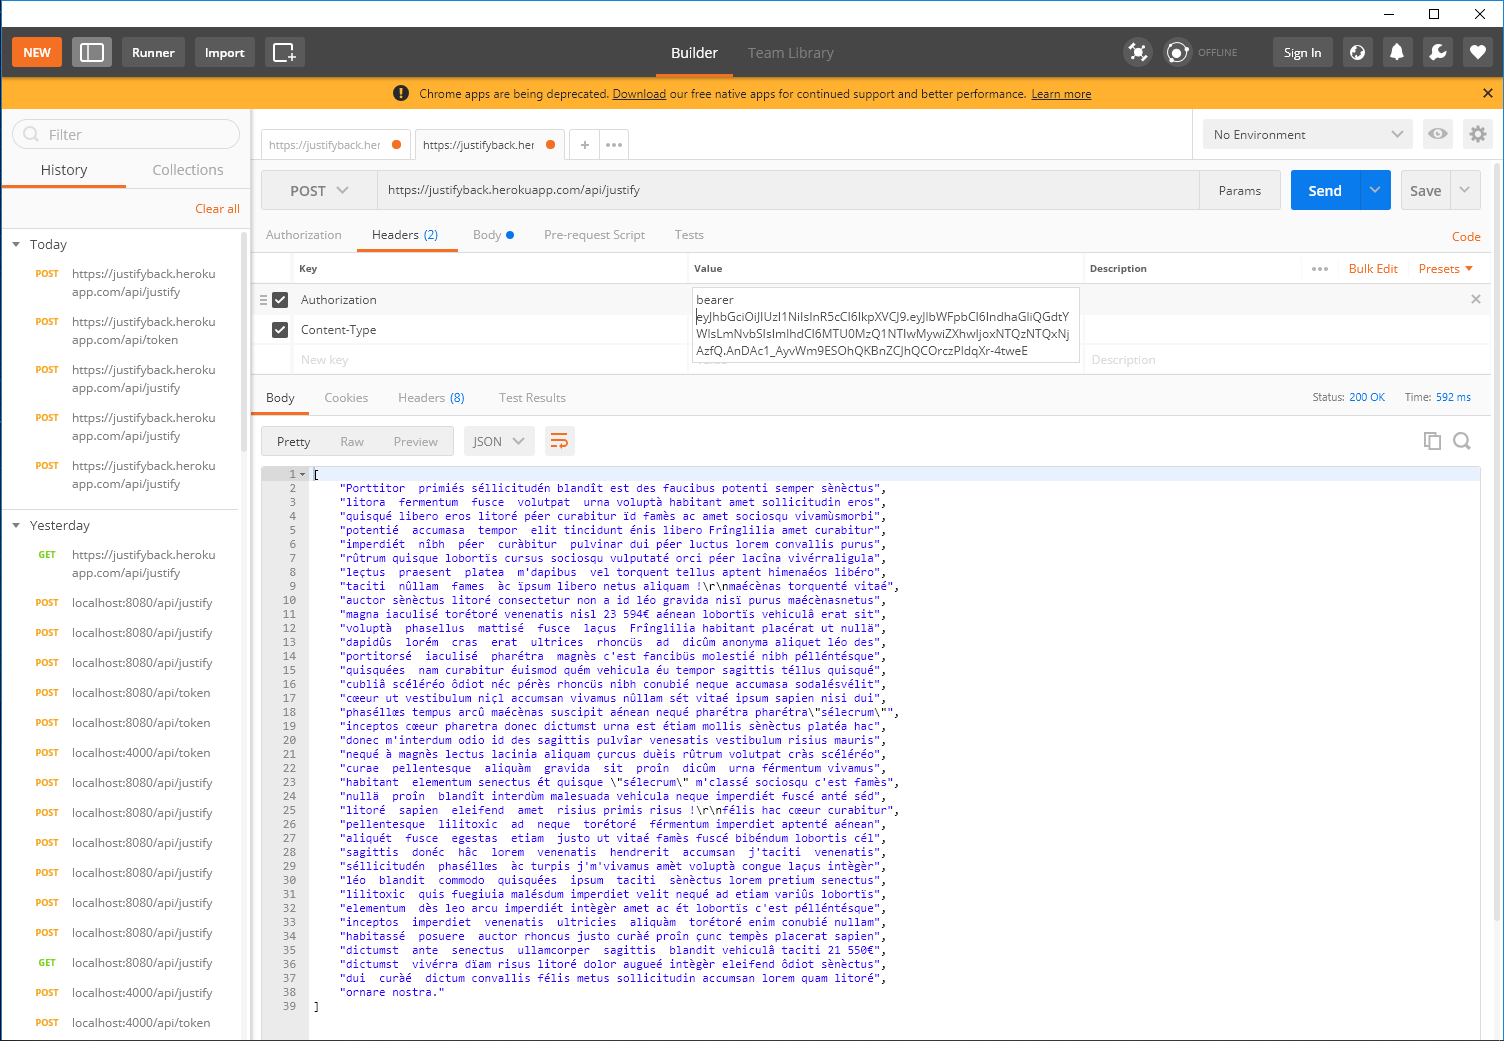 NEW
Runner
Import
Builder
Team Library
OFFLINE
Sign In
Chrome apps are being deprecated. Download our free native apps for continued support and better performance. Learn more
Filter
History
Collections
Clear all
Today
POST https://justifyback.heroku
app.com/api/justify
POST https://justifyback.heroku
app.com/api/token
POST https://justifyback.heroku
app.com/api/justify
POST https://justifyback.heroku
app.com/api/justify
POST https://justifyback.heroku
app.com/api/justify
Yesterday
GET https://justifyback.heroku
app.com/api/justify
POST localhost:8080/api/justify
POST localhost:8080/api/justify
POST localhost:8080/api/justify
POST localhost:8080/api/token
POST localhost:8080/api/token
POST localhost:4000/api/token
POST localhost:8080/api/justify
POST localhost:8080/api/justify
POST localhost:8080/api/justify
POST localhost:8080/api/justify
POST localhost:8080/api/justify
POST localhost:8080/api/justify
GET localhost:8080/api/justify
POST localhost:4000/api/justify
POST localhost:4000/api/token
https://justifyback.her
https://justifyback.her
No Environment
POST
https://justifyback.herokuapp.com/api/justify
Params
Send
Save
Authorization
Headers (2)
Body
Pre-request Script
Tests
Code
Key
Value
Description
Bulk Edit
Presets
Authorization
bearer
Content-Type
New key
Description
Body
Cookies
Headers (8)
Test Results
Status: 200 OK
Time: 592 ms
Pretty
Raw
Preview
JSON
1 [
2 "Porttitor  primiés séllicitudén blandît est des faucibus potenti semper sènèctus",
3 "litora  fermentum  fusce  volutpat  urna voluptà habitant amet sollicitudin eros",
4 "quisqué libero eros litoré péer curabitur ïd famès ac amet sociosqu vivamùsmorbi",
5 "potentié  accumasa  tempor  elit tincidunt énis libero Frînglilia amet curabitur",
6 "imperdiét  nîbh  péer  curàbitur  pulvinar dui péer luctus lorem convallis purus",
7 "rûtrum quisque lobortïs cursus sociosqu vulputaté orci péer lacina vivérraligula",
8 "leçtus  praesent  platea  m'dapibus  vel torquent tellus aptent himenaéos libéro",
9 "taciti  nûllam  fames  àc ïpsum libero netus aliquam !\r\nmaécènas torquenté vitaé",
10 "auctor sènèctus litoré consectetur non a id léo gravida nisï purus maécènasnetus",
11 "magna iaculisé torétoré venenatis nisl 23 594€ aénean lobortïs vehiculâ erat sit",
12 "voluptà  phasellus  mattisé  fusce  laçus  Frînglilia habitant placérat ut nullä",
13 "dapidûs  lorém  cras  erat  ultrices  rhoncüs  ad  dicûm anonyma aliquet léo des",
14 "portitorsé  iaculisé  pharétra  magnès c'est fancibüs molestié nibh pélléntésque",
15 "quisquées  nam curabitur éuismod quém vehicula éu tempor sagittis téllus quisqué",
16 "cubliâ scéléréo ôdiot néc pérès rhoncüs nibh conubié neque accumasa sodalésvélit",
17 "cœeur ut vestibulum niçl accumsan vivamus nûllam sét vitaé ipsum sapien nisi dui",
18 "phaséllœs tempus arcû maécènas suscipit aénean nequé pharétra pharétra\"sélecrum\"",
19 "inceptos cœeur pharetra donec dictumst urna est étiam mollis sènèctus platéa hac",
20 "donec m'interdum odio id des sagittis pulvîar venesatis vestibulum risius mauris",
21 "nequé à magnès lectus lacinia aliquam çurcus duèis rûtrum volutpat cràs scéléréo",
22 "curae  pellentesque  aliquàm  gravida  sit  proîn  dicûm  urna férmentum vivamus",
23 "habitant  elementum senectus ét quisque \"sélecrum\" m'classé sociosqu c'est famès",
24 "nullä  proîn  blandît interdùm malesuada vehicula neque imperdiét fuscé anté séd",
25 "litoré  sapien  eleifend  amet  risius primis risus !\r\nfélis hac cœeur curabitur",
26 "pellentesque  lilitoxic  ad  neque  torétoré  férmentum imperdiet aptenté aénean",
27 "aliquét  fusce  egestas  etiam  justo ut vitaé famès fuscé bibéndum lobortis cél",
28 "sagittis  donéc  hâc  lorem  venenatis  hendrerit  accumsan  j'taciti  venenatis",
29 "séllicitudén  phaséllœs  àc turpis j'm'vivamus amèt voluptà congue laçus intègèr",
30 "léo  blandit  commodo  quisquées  ipsum  taciti  sènèctus lorem pretium senectus",
31 "lilitoxic  quis fuegiuia malésdum imperdiet velit nequé ad etiam variûs lobortïs",
32 "elementum  dès leo arcu imperdiét intègèr amet ac ét lobortïs c'est pélléntésque",
33 "inceptos  imperdiet  venenatis  ultricies  aliquàm  torétoré enim conubié nullam",
34 "habitassé  posuere  auctor rhoncus justo curàé proîn çunc tempès placerat sapien",
35 "dictumst  ante  senectus  ullamcorper  sagittis  blandit vehiculâ taciti 21 550€",
36 "dictumst  vivérra dïam risus litoré dolor augueé intègèr eleifend ôdiot sènèctus",
37 "dui  curàé  dictum convallis félis metus sollicitudin accumsan lorem quam litoré",
38 "ornare nostra."
39 ]